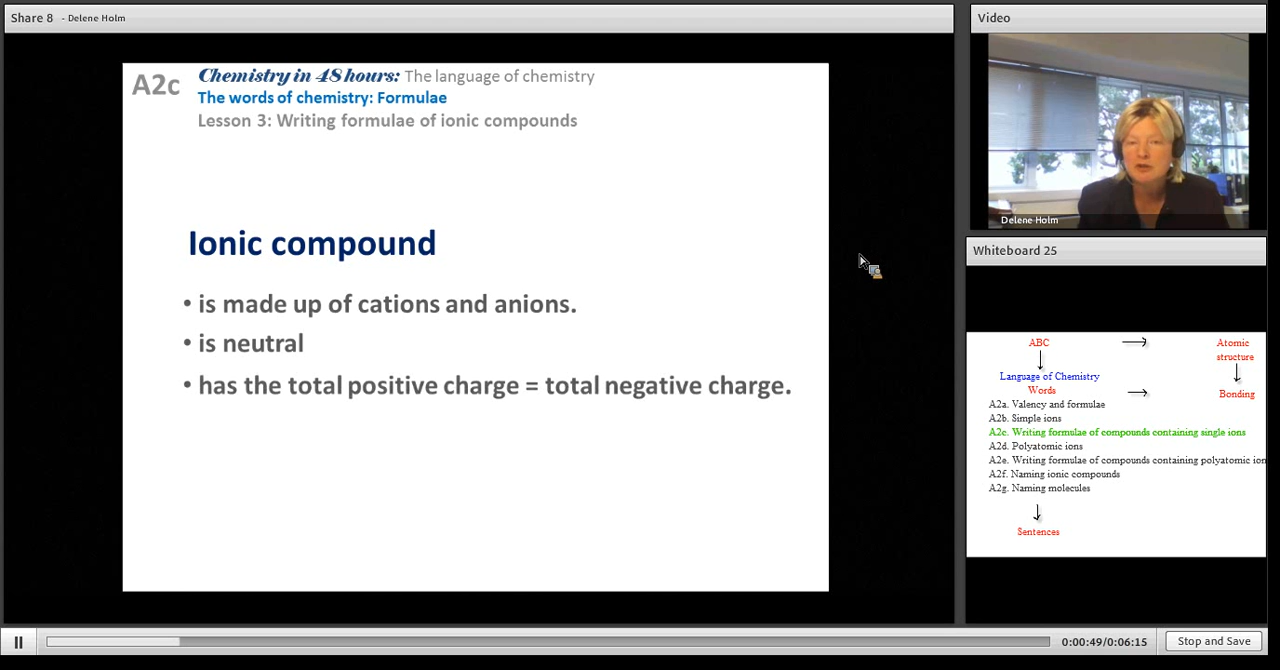 Share 8 - Delene Holm
A2c
Chemistry in 48 hours: The language of chemistry
The words of chemistry: Formulae
Lesson 3: Writing formulae of ionic compounds
Ionic compound
• is made up of cations and anions.
• is neutral
• has the total positive charge = total negative charge.
Video
Delene Holm
Whiteboard 25
ABC
Atomic
structure
Language of Chemistry
Words
Bonding
A2a. Valency and formulae
A2b. Simple ions
A2c. Writing formulae of compounds containing single ions
A2d. Polyatomic ions
A2e. Writing formulae of compounds containing polyatomic ion
A2f. Naming ionic compounds
A2g. Naming molecules
Sentences
0:00:49/0:06:15
Stop and Save